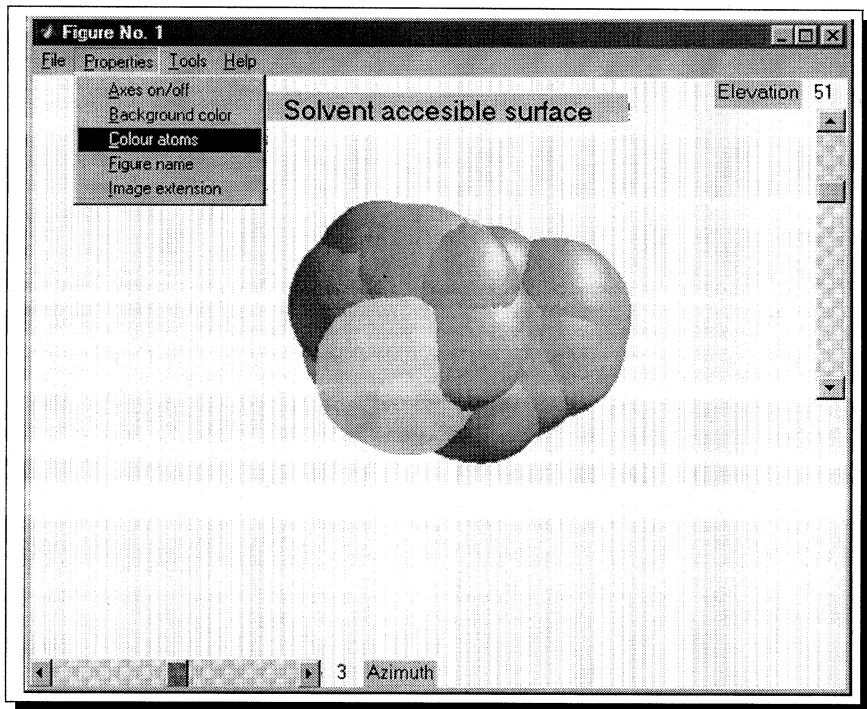 Figure No. 1
File Properties Tools Help
Axes on/off
Background color
Colour atoms
Figure name
Image extension
Solvent accesible surface
Elevation 51
3 Azimuth